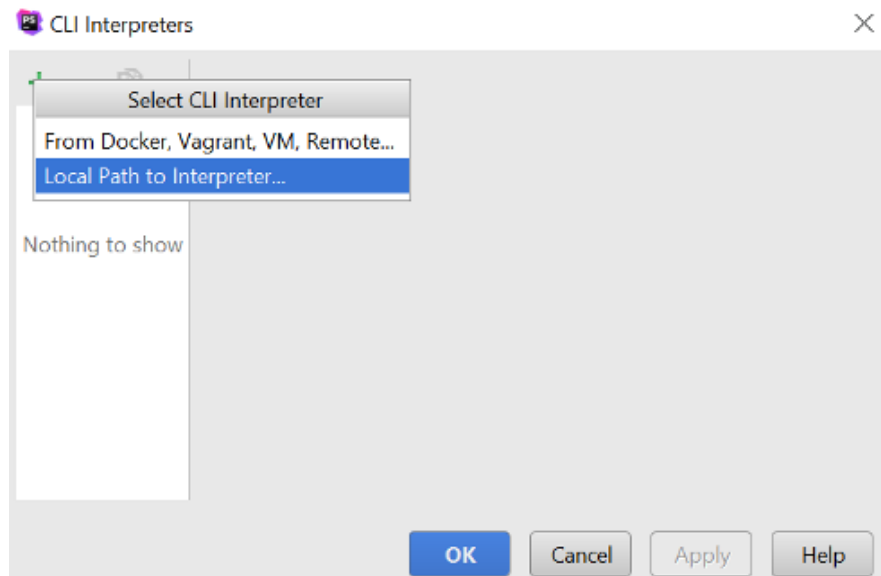 PS
CLI Interpreters
Select CLI Interpreter
From Docker, Vagrant, VM, Remote...
Local Path to Interpreter...
Nothing to show
OK
Cancel
Apply
Help